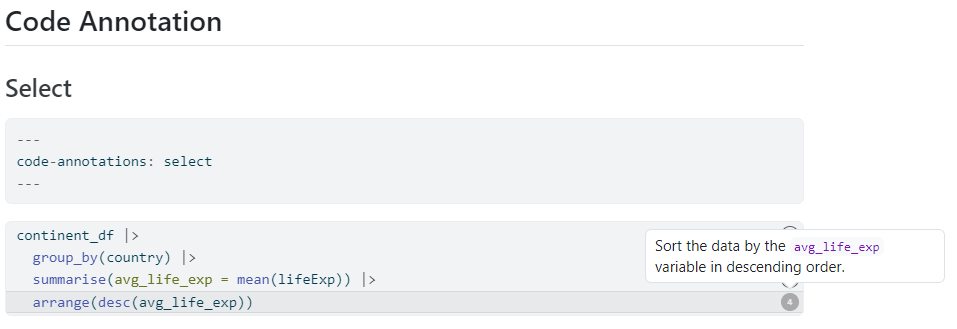 Code Annotation
Select
---
code-annotations: select
---
continent_df |>
group_by(country) |>
summarise(avg_life_exp = mean(lifeExp)) |>
arrange(desc(avg_life_exp))
4
Sort the data by the avg_life_exp
variable in descending order.